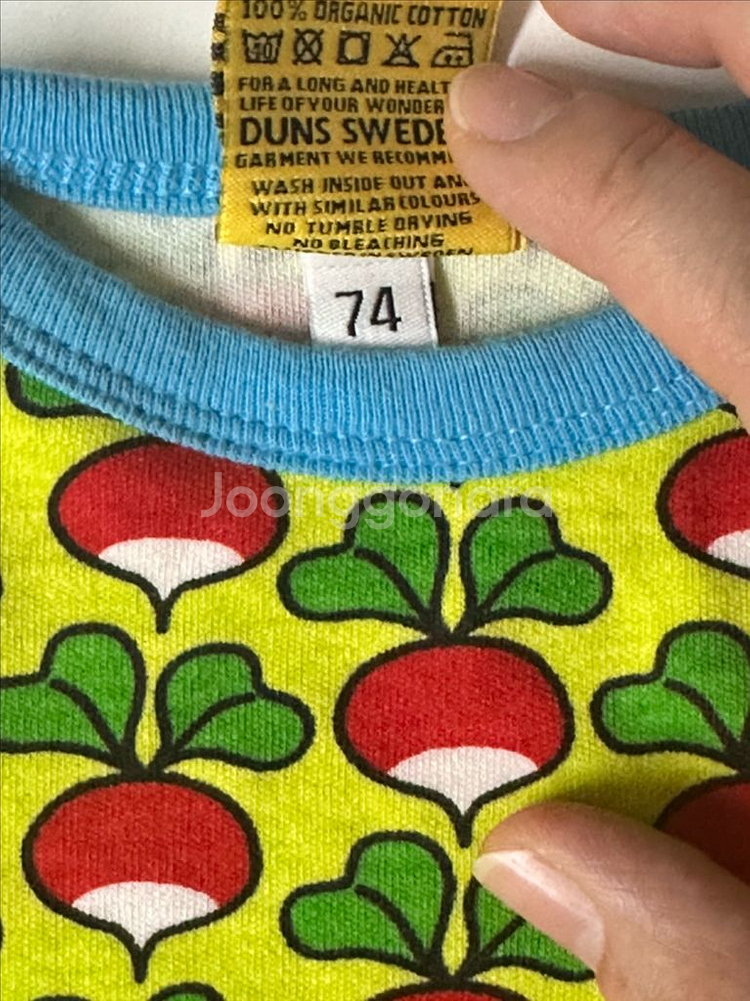 100% ORGANIC COTTON
40
FOR A LONG AND HEALT
LIFE OF YOUR WONDER
DUNS SWEDE
GARMENT WE RECOMM
WASH INSIDE OUT AN
WITH SIMILAR COLOURS
NO TUMBLE DRYING
NO BLEACHING
74
Joonggonara